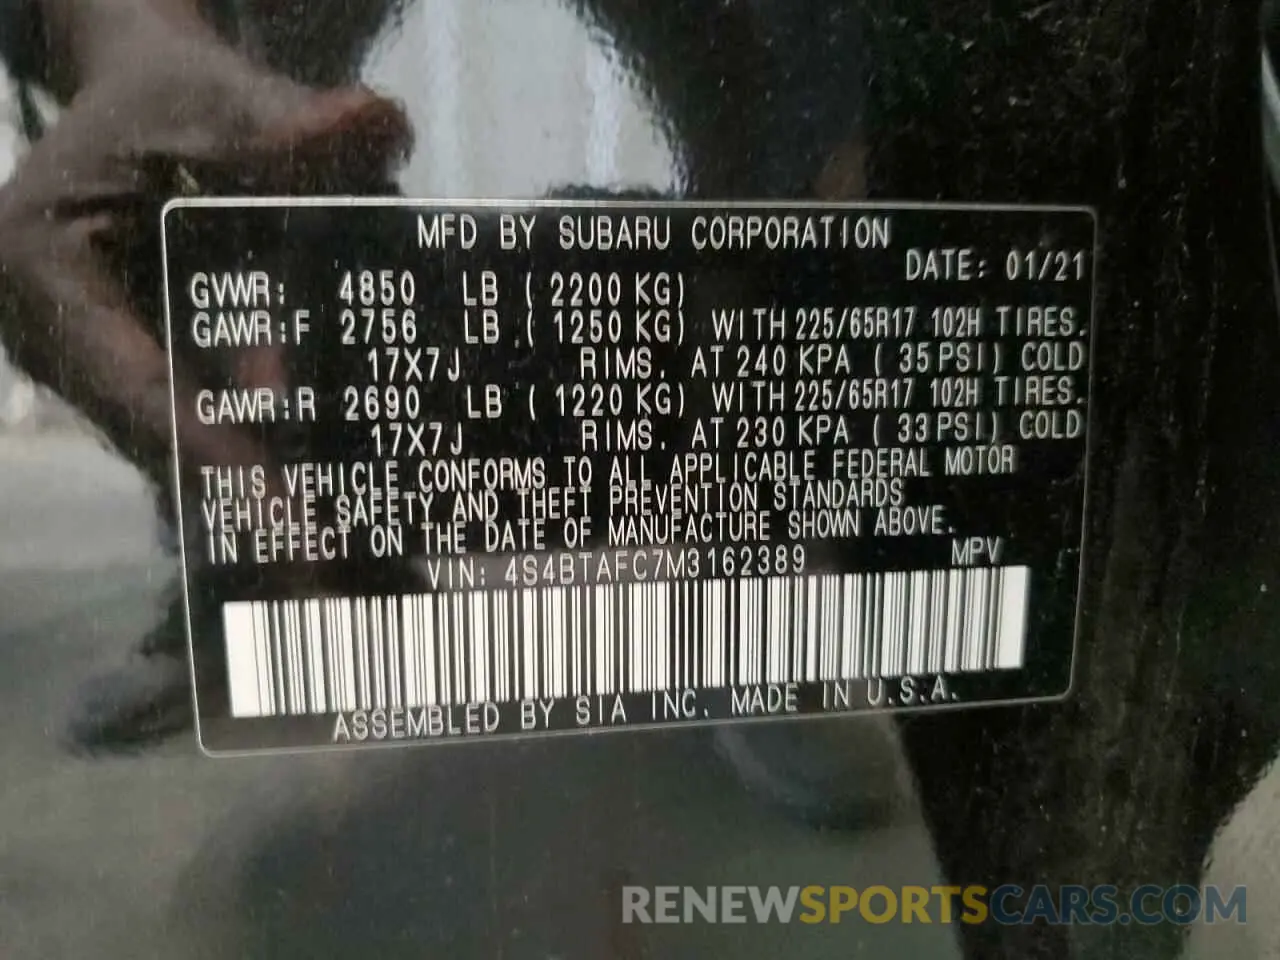 MFD BY SUBARU CORPORATION
DATE: 01/21
GVWR: 4850 LB ( 2200 KG)
GAWR:F 2756 LB ( 1250 KG) WITH 225/65R17 102H TIRES.
17X7J RIMS. AT 240 KPA ( 35 PSI) COLD
GAWR:R 2690 LB ( 1220 KG) WITH 225/65R17 102H TIRES.
17X7J RIMS. AT 230 KPA ( 33 PSI) COLD
THIS VEHICLE CONFORMS TO ALL APPLICABLE FEDERAL MOTOR
VEHICLE SAFETY AND THEFT PREVENTION STANDARDS
IN EFFECT ON THE DATE OF MANUFACTURE SHOWN ABOVE.
VIN: 4S4BTAFC7M3162389 MPV
ASSEMBLED BY SIA INC. MADE IN U.S.A.
RENEWSPORTSCARS.COM